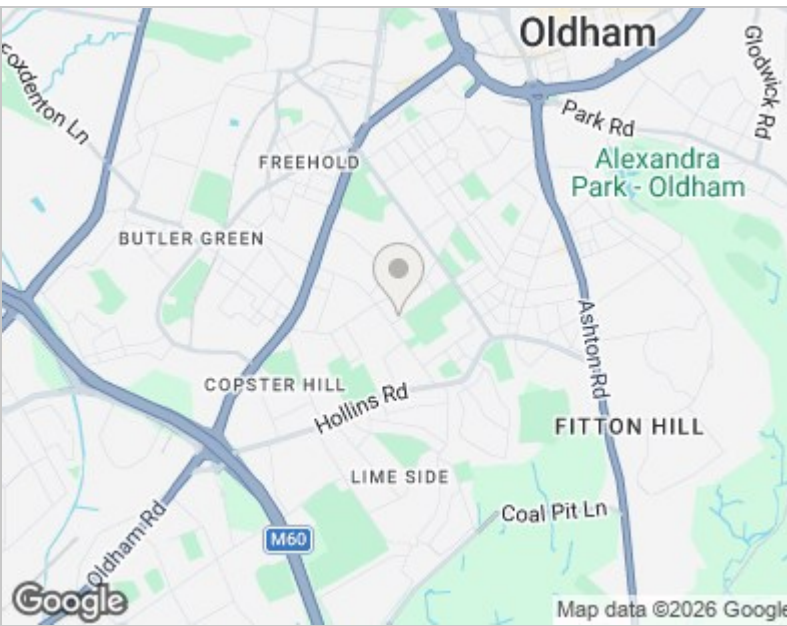 Oldham
Foxdenton Ln
Glodwick Rd
Park Rd
FREEHOLD
Alexandra
Park - Oldham
BUTLER GREEN
Ashton Rd
COPSTER HILL
Hollins Rd
FITTON HILL
LIME SIDE
Coal Pit Ln
Oldham Rd
M60
Google
Map data ©2026 Google